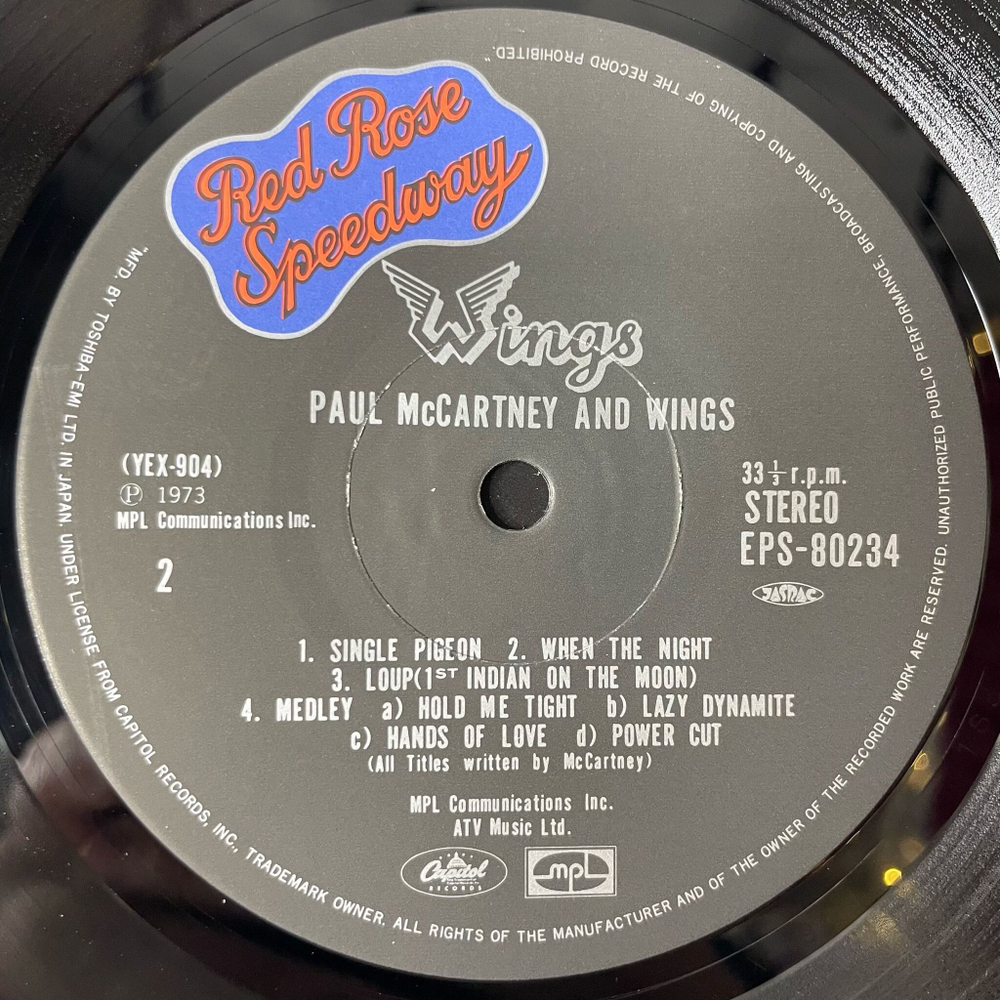 Red Rose
Speedway
Wings
PAUL McCARTNEY AND WINGS
(YEX-904)
Ⓟ 1973
MPL Communications Inc.
2
33 1/3 r.p.m.
STEREO
EPS-80234
JASRAC
1. SINGLE PIGEON 2. WHEN THE NIGHT
3. LOUP(1ST INDIAN ON THE MOON)
4. MEDLEY a) HOLD ME TIGHT b) LAZY DYNAMITE
c) HANDS OF LOVE d) POWER CUT
(All Titles written by McCartney)
MPL Communications Inc.
ATV Music Ltd.
Capitol
RECORDS
mpl
"MFD. BY TOSHIBA-EMI LTD. IN JAPAN UNDER LICENSE FROM CAPITOL RECORDS, INC., TRADEMARK OWNER. ALL RIGHTS OF THE MANUFACTURER AND OF THE OWNER OF THE RECORDED WORK ARE RESERVED. UNAUTHORIZED PUBLIC PERFORMANCE, BROADCASTING AND COPYING OF THE RECORD PROHIBITED."